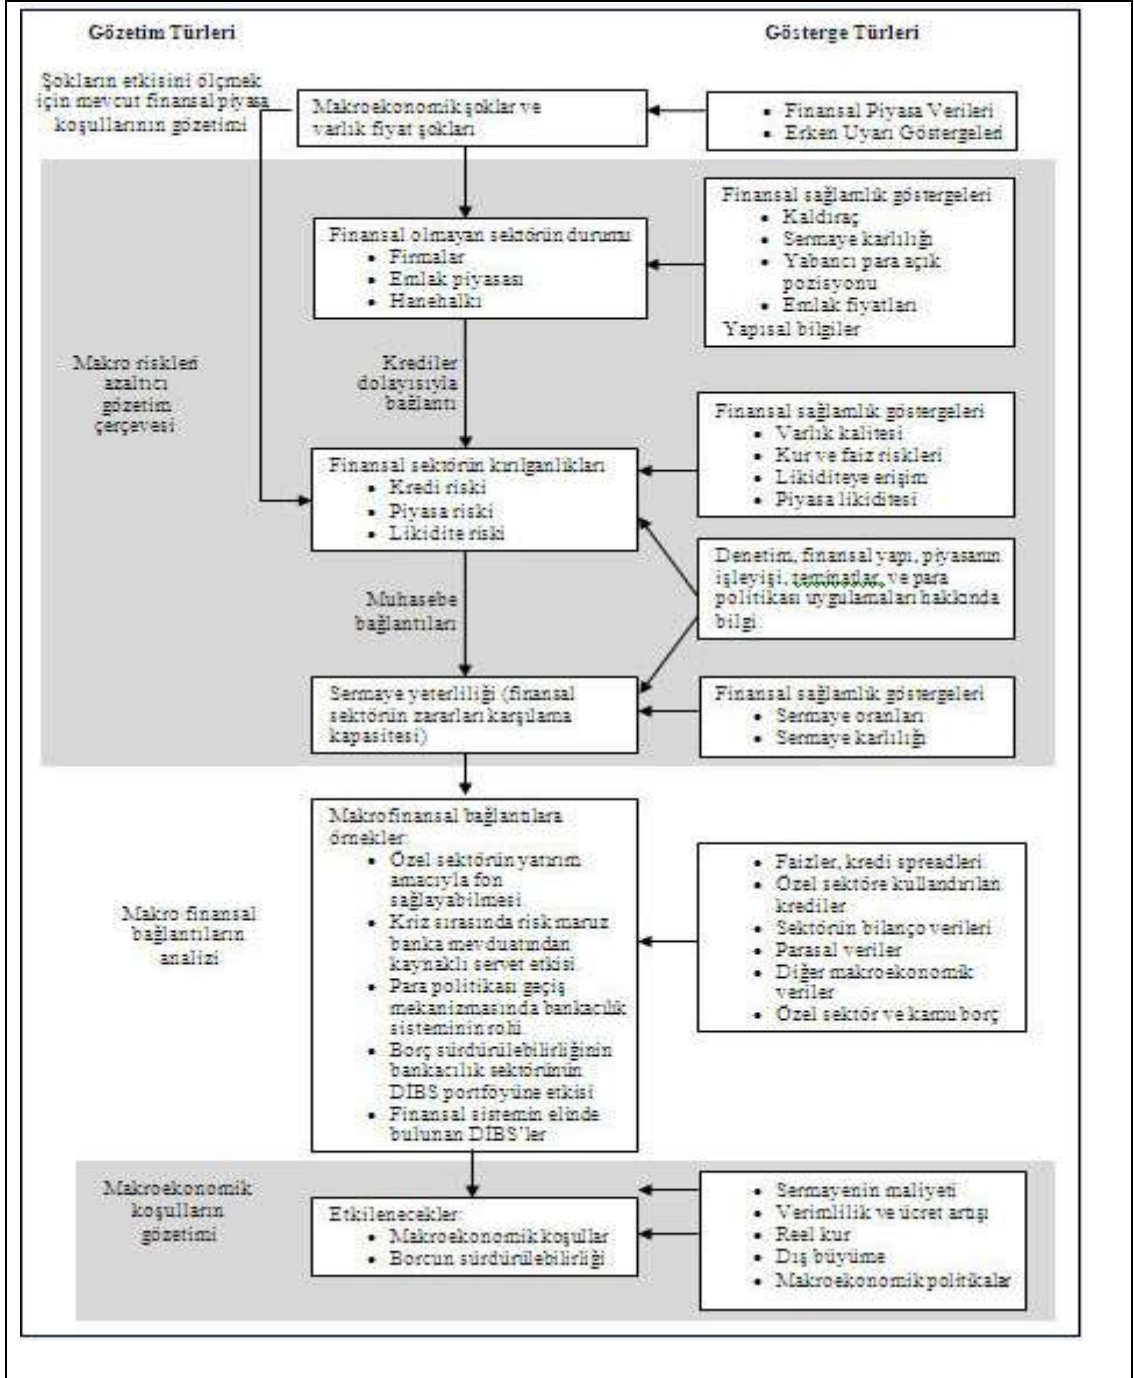 Gözetim Türleri
Gösterge Türleri
Şokların etkisini ölçmek
için mevcut finansal piyasa
koşullarının gözetimi
Makroekonomik şoklar ve
varlık fiyat şokları
• Finansal Piyasa Verileri
• Erken Uyarı Göstergeleri
Finansal olmayan sektörün durumu
• Firmalar
• Emlak piyasası
• Hanehalkı
Finansal sağlamlık göstergeleri
• Kaldıraç
• Sermaye karlılığı
• Yabancı para açık
pozisyonu
• Emlak fiyatları
Yapısal bilgiler
Makro riskleri
azaltıcı
gözetim
çerçevesi
Krediler
dolayısıyla
bağlantı
Finansal sektörün kırılganlıkları
• Kredi riski
• Piyasa riski
• Likidite riski
Finansal sağlamlık göstergeleri
• Varlık kalitesi
• Kur ve faiz riskleri
• Likiditeye erişim
• Piyasa likiditesi
Muhasebe
bağlantıları
Denetim, finansal yapı, piyasanın
işleyişi, teminatlar, ve para
politikası uygulamaları hakkında
bilgi.
Sermaye yeterliliği (finansal
sektörün zararları karşılama
kapasitesi)
Finansal sağlamlık göstergeleri
• Sermaye oranları
• Sermaye karlılığı
Makro finansal
bağlantıların
analizi
Makrofinansal bağlantılara
örnekler:
• Özel sektörün yatırım
amacıyla fon
sağlayabilmesi
• Kriz sırasında risk maruz
banka mevduatından
kaynaklı servet etkisi.
• Para politikası geçiş
mekanizmasında bankacılık
sisteminin rolü.
• Borç sürdürülebilirliğinin
bankacılık sektörünün
DİBS portföyüne etkisi
• Finansal sistemin elinde
bulunan DİBS'ler
• Faizler, kredi spreadleri
• Özel sektöre kullandırılan
krediler
• Sektörün bilanço verileri
• Parasal veriler
• Diğer makroekonomik
veriler
• Özel sektör ve kamu borç
Makroekonomik
koşulların
gözetimi
Etkilenecekler:
• Makroekonomik koşullar
• Borcun sürdürülebilirliği
• Sermayenin maliyeti
• Verimlilik ve ücret artışı
• Reel kur
• Dış büyüme
• Makroekonomik politikalar